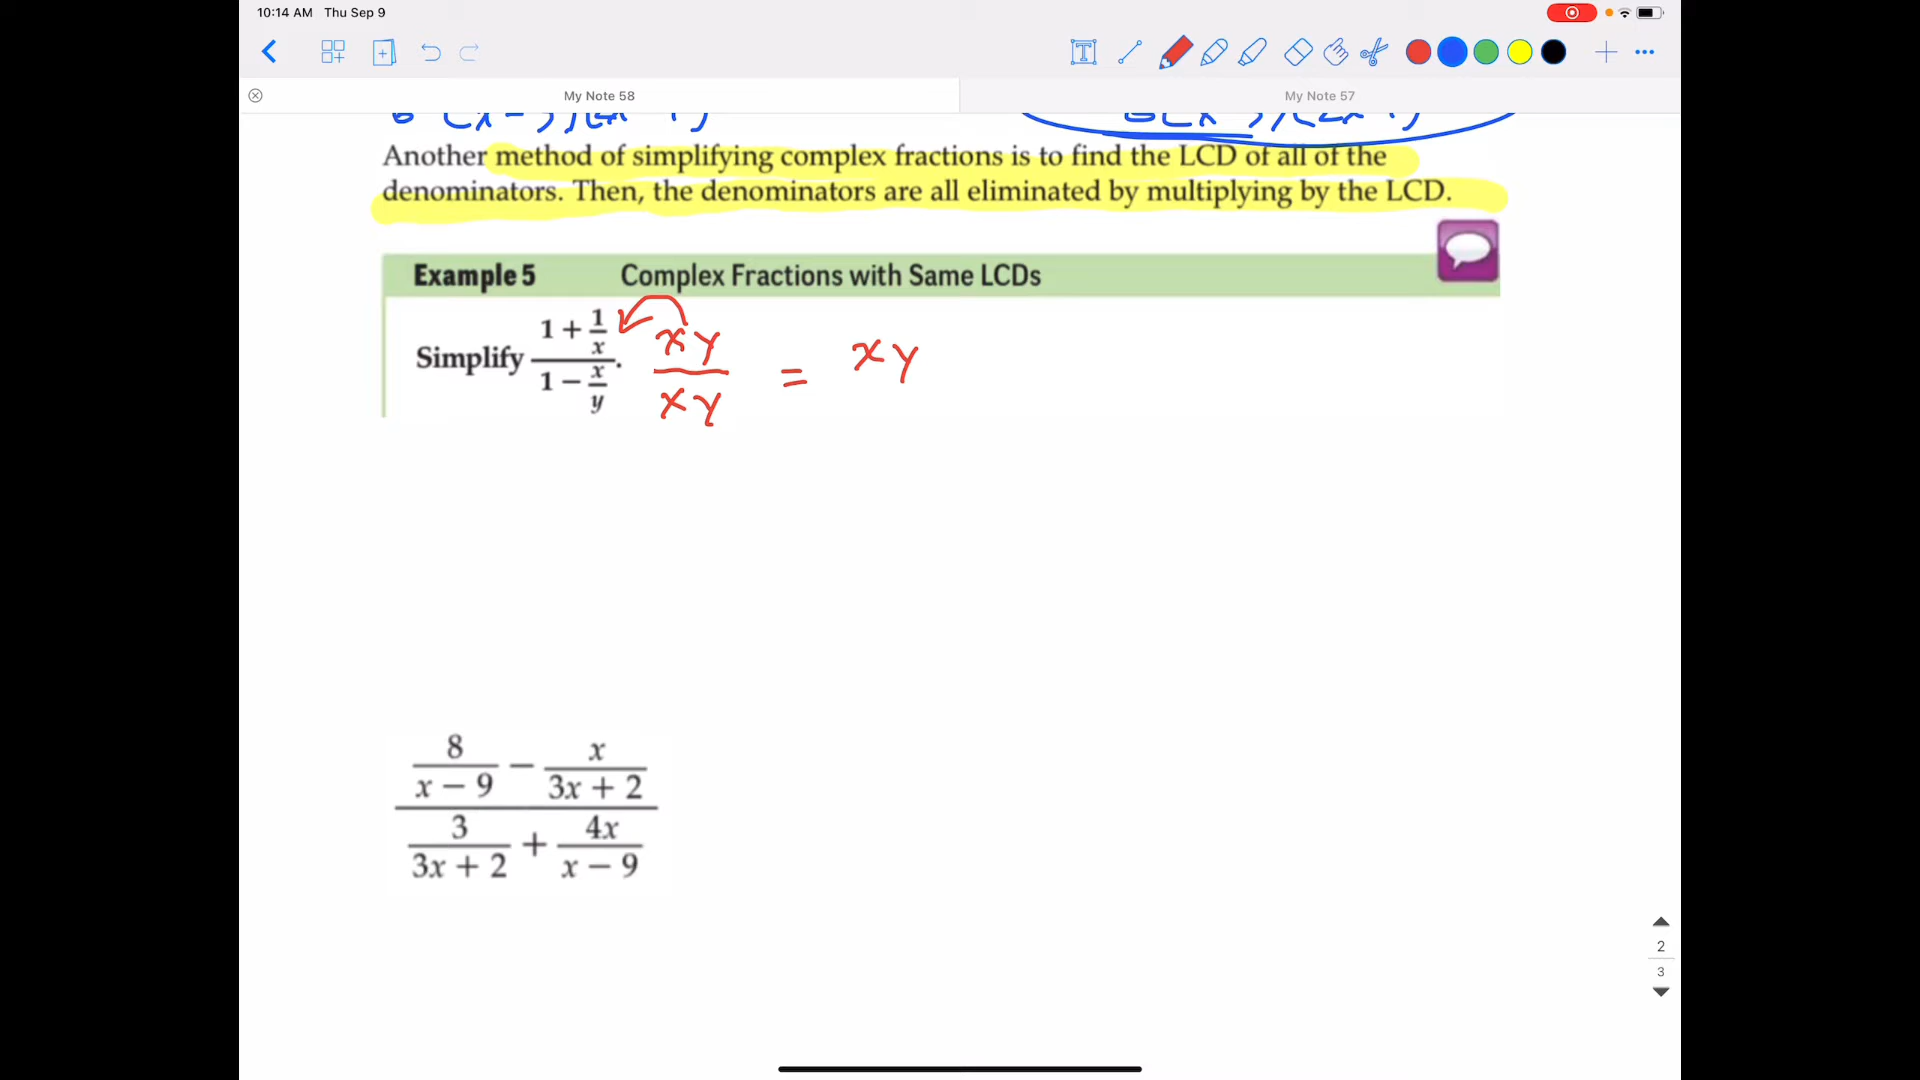 10:14 AM Thu Sep 9
My Note 58
My Note 57
Another method of simplifying complex fractions is to find the LCD of all of the
denominators. Then, the denominators are all eliminated by multiplying by the LCD.
Example 5 Complex Fractions with Same LCDs
1 + 1/x
Simplify
1 − x/y
.
xy
xy
= xy
8/(x − 9) − x/(3x + 2)
3/(3x + 2) + 4x/(x − 9)
2
3